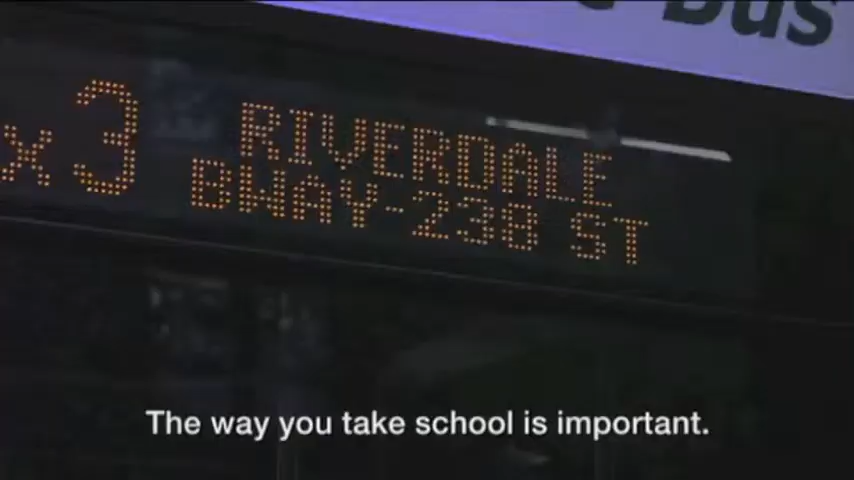 Bus
x3 RIVERDALE
BWAY-238 ST
The way you take school is important.